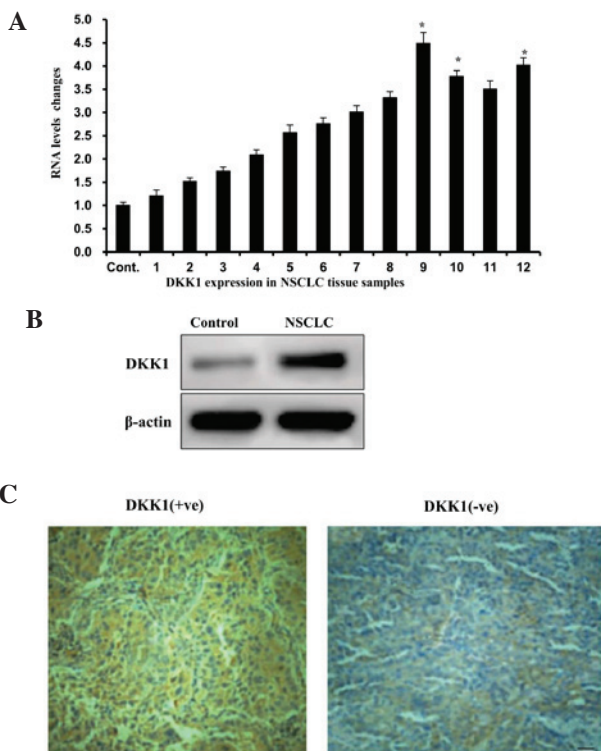 A
RNA levels changes
5.0
4.5
4.0
3.5
3.0
2.5
2.0
1.5
1.0
0.5
0.0
* * *
Cont. 1 2 3 4 5 6 7 8 9 10 11 12
DKK1 expression in NSCLC tissue samples
B
Control NSCLC
DKK1
β-actin
C
DKK1(+ve) DKK1(-ve)